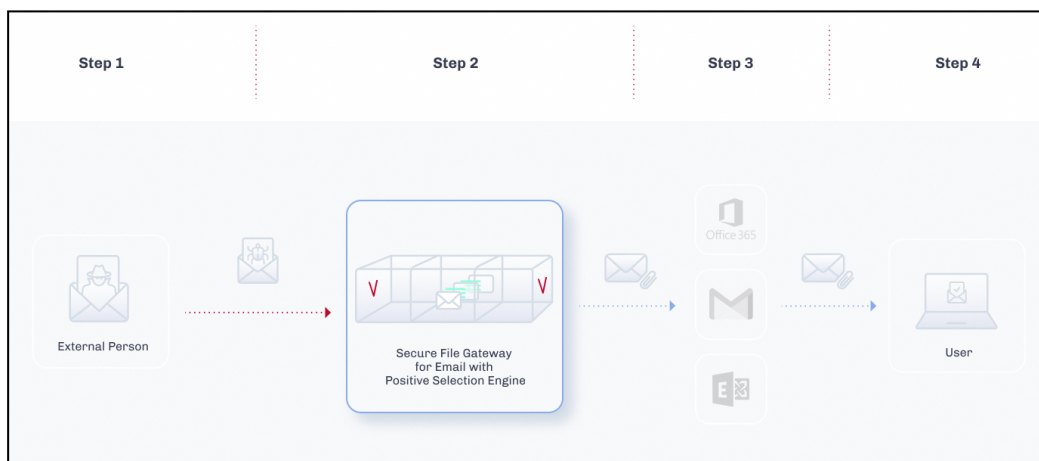 Step 1
Step 2
Step 3
Step 4
Office 365
External Person
V
V
Secure File Gateway
for Email with
Positive Selection Engine
E
User